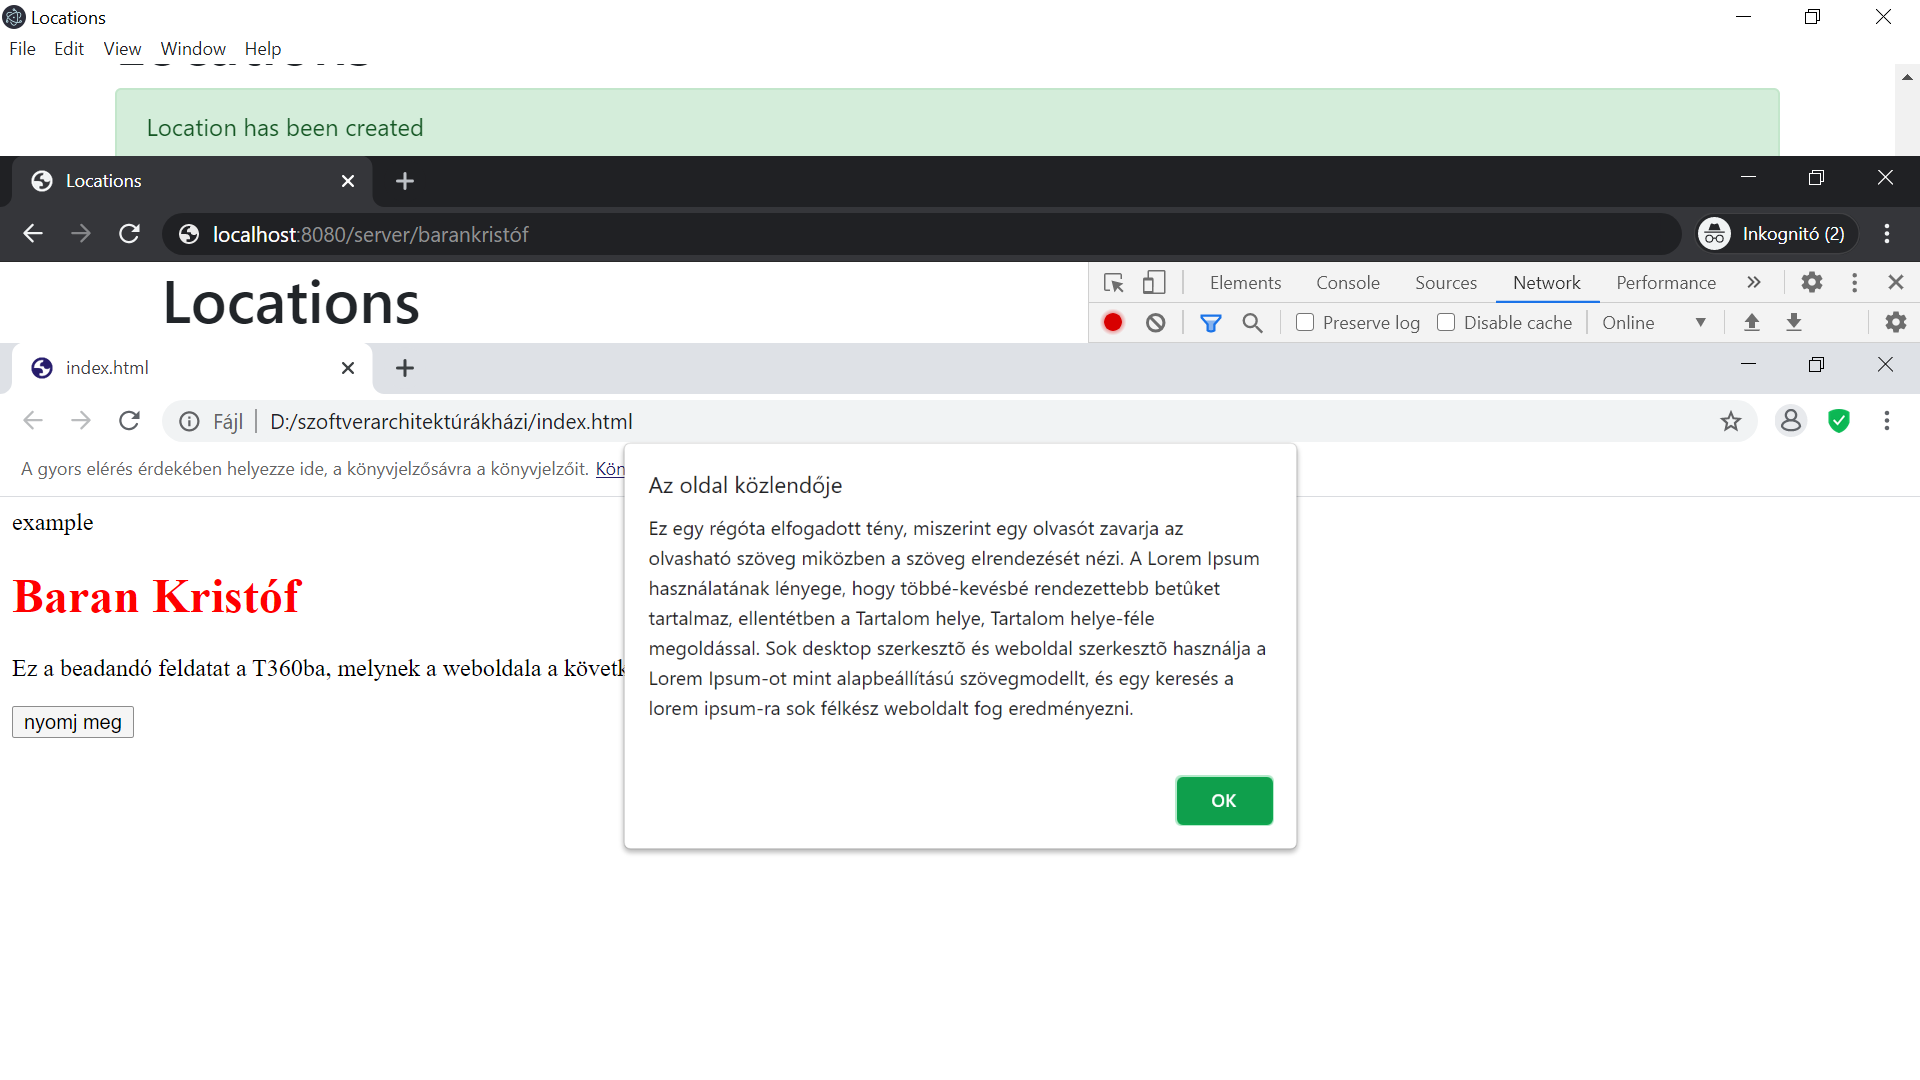 Locations
File Edit View Window Help
Location has been created
Locations
localhost:8080/server/barankristóf
Inkognitó (2)
Locations
Elements Console Sources Network Performance
Preserve log Disable cache Online
index.html
Fájl D:/szoftverarchitektúrákházi/index.html
A gyors elérés érdekében helyezze ide, a könyvjelzősávra a könyvjelzőit. Kön
example
Baran Kristóf
Ez a beadandó feldatat a T360ba, melynek a weboldala a követk
nyomj meg
Az oldal közlendője
Ez egy régóta elfogadott tény, miszerint egy olvasót zavarja az
olvasható szöveg miközben a szöveg elrendezését nézi. A Lorem Ipsum
használatának lényege, hogy többé-kevésbé rendezettebb betûket
tartalmaz, ellentétben a Tartalom helye, Tartalom helye-féle
megoldással. Sok desktop szerkesztõ és weboldal szerkesztõ használja a
Lorem Ipsum-ot mint alapbeállítású szövegmodellt, és egy keresés a
lorem ipsum-ra sok félkész weboldalt fog eredményezni.
OK